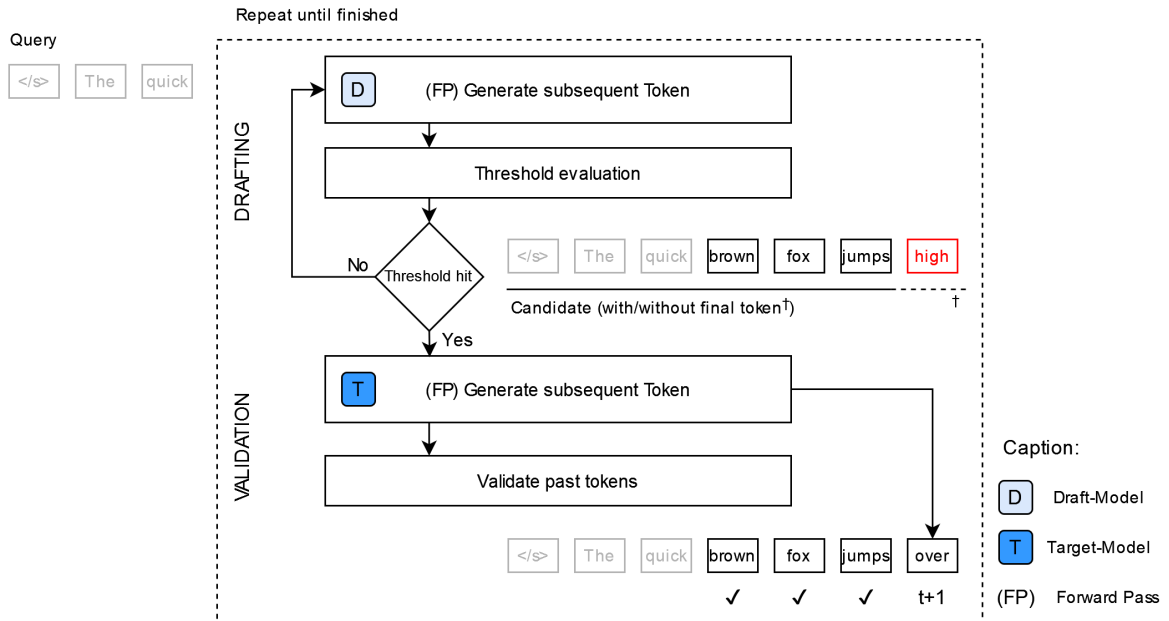 Repeat until finished
Query
</s> The quick
D (FP) Generate subsequent Token
DRAFTING
Threshold evaluation
No Threshold hit
</s> The quick brown fox jumps high
Candidate (with/without final token†) †
Yes
T (FP) Generate subsequent Token
VALIDATION
Validate past tokens
</s> The quick brown fox jumps over
✓ ✓ ✓ t+1
Caption:
D Draft-Model
T Target-Model
(FP) Forward Pass